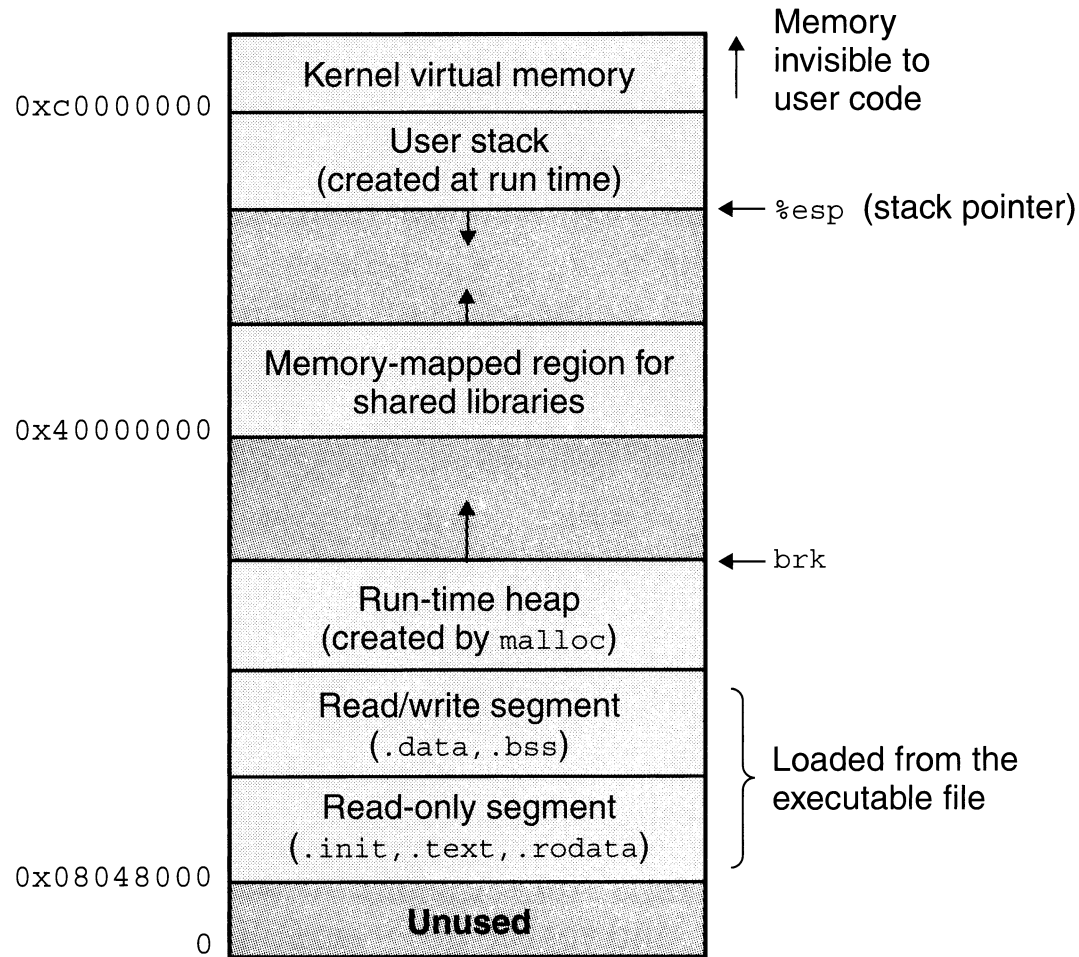 Memory
invisible to
user code
Kernel virtual memory
0xc0000000
User stack
(created at run time)
%esp (stack pointer)
Memory-mapped region for
shared libraries
0x40000000
brk
Run-time heap
(created by malloc)
Read/write segment
(.data,.bss)
Loaded from the
executable file
Read-only segment
(.init,.text,.rodata)
0x08048000
Unused
0